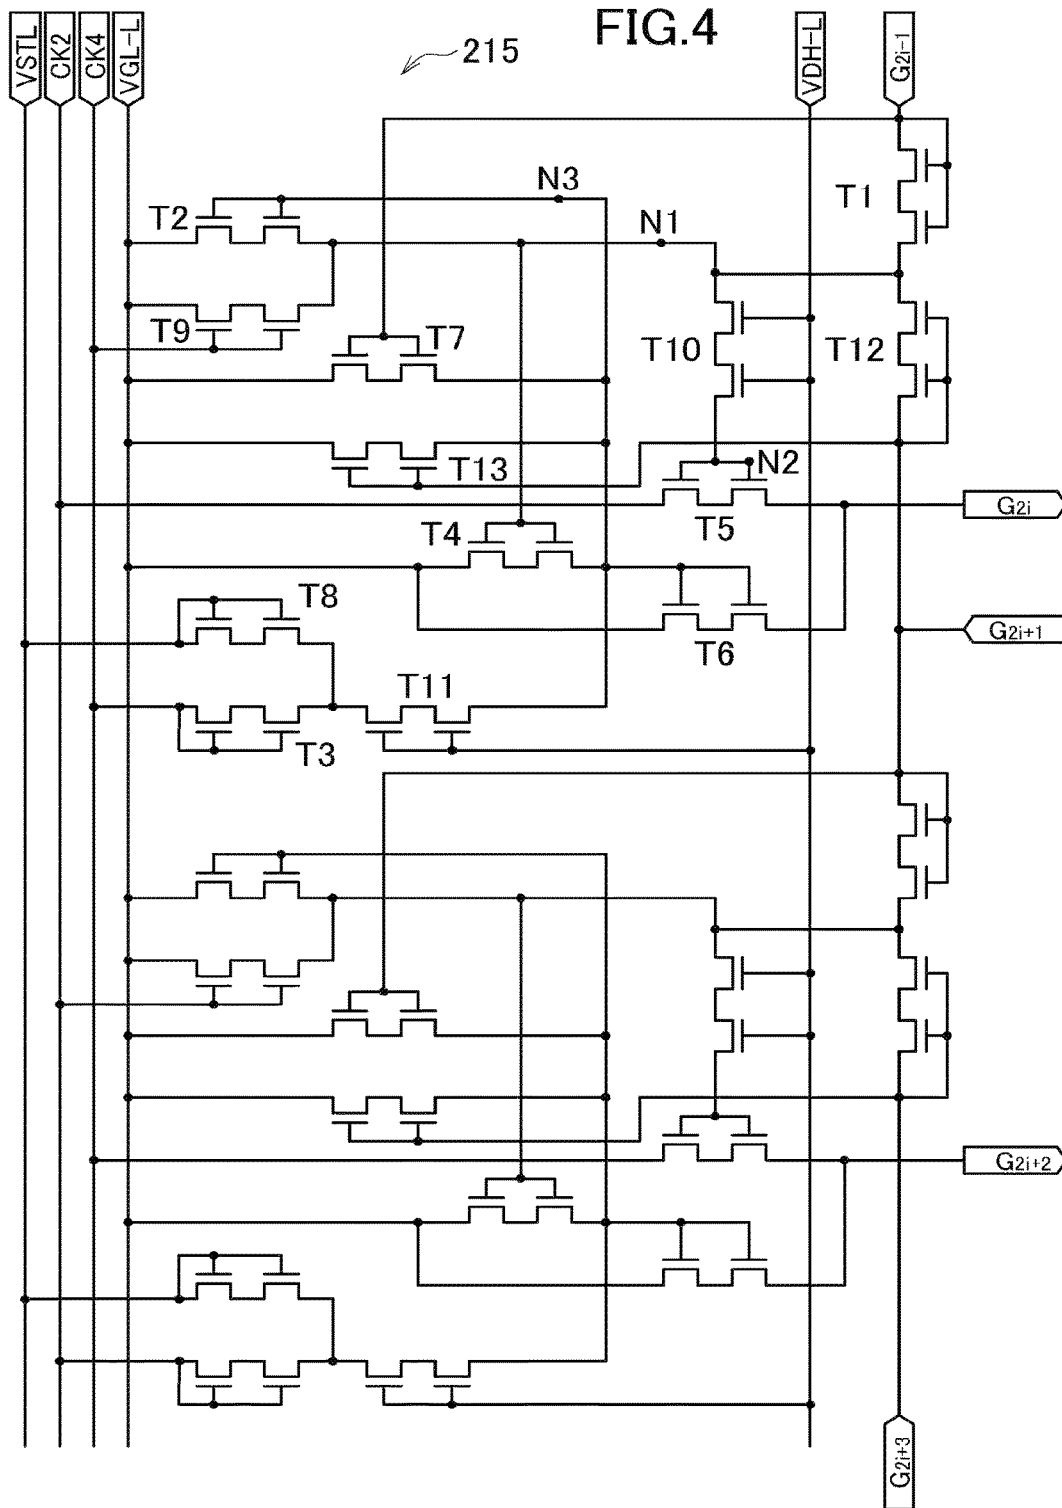 FIG.4
215
VSTL
CK2
CK4
VGL-L
VDH-L
G2i-1
N3
T1
T2
N1
T9
T7
T10
T12
T13
N2
G2i
T4
T5
T8
G2i+1
T6
T11
T3
G2i+2
G2i+3